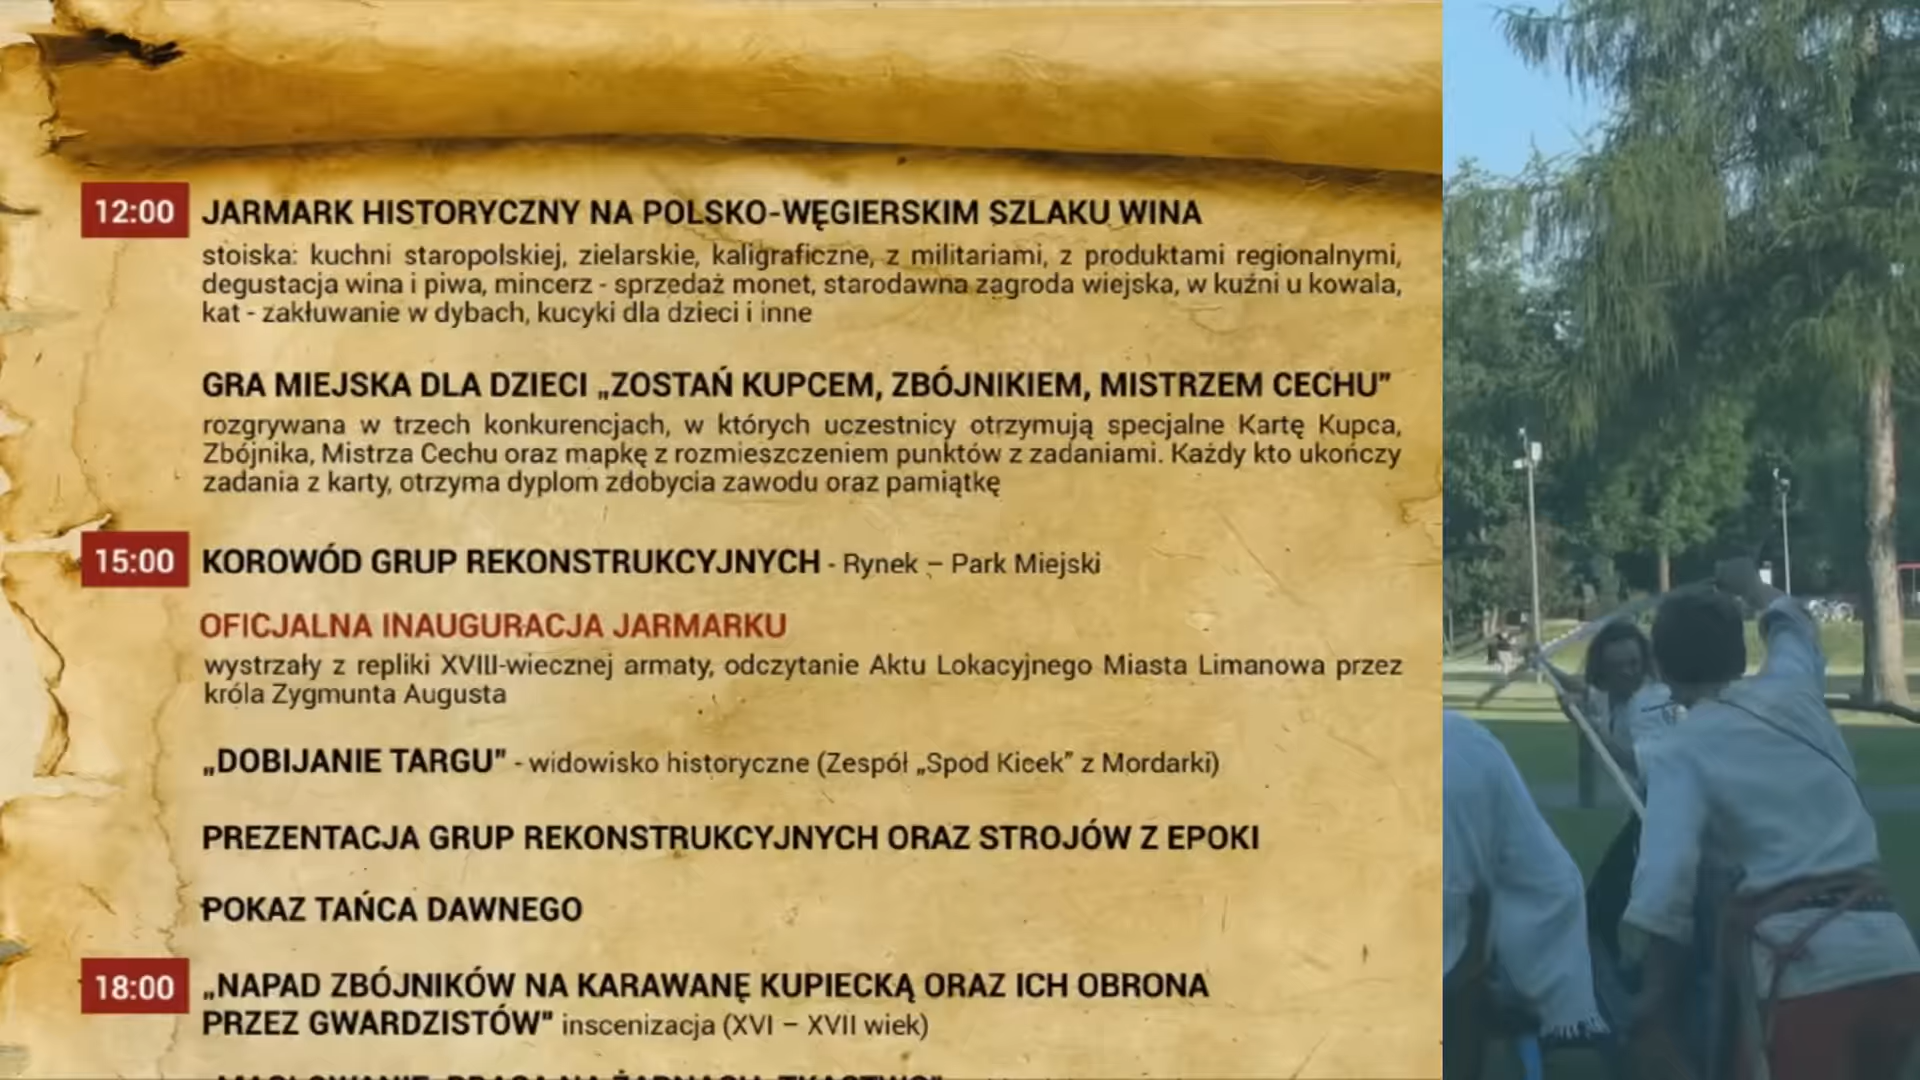 12:00 JARMARK HISTORYCZNY NA POLSKO-WĘGIERSKIM SZLAKU WINA
stoiska: kuchni staropolskiej, zielarskie, kaligraficzne, z militariami, z produktami regionalnymi,
degustacja wina i piwa, mincerz - sprzedaż monet, starodawna zagroda wiejska, w kuźni u kowala,
kat - zakłuwanie w dybach, kucyki dla dzieci i inne
GRA MIEJSKA DLA DZIECI „ZOSTAŃ KUPCEM, ZBÓJNIKIEM, MISTRZEM CECHU”
rozgrywana w trzech konkurencjach, w których uczestnicy otrzymują specjalne Kartę Kupca,
Zbójnika, Mistrza Cechu oraz mapkę z rozmieszczeniem punktów z zadaniami. Każdy kto ukończy
zadania z karty, otrzyma dyplom zdobycia zawodu oraz pamiątkę
15:00 KOROWÓD GRUP REKONSTRUKCYJNYCH - Rynek – Park Miejski
OFICJALNA INAUGURACJA JARMARKU
wystrzały z repliki XVIII-wiecznej armaty, odczytanie Aktu Lokacyjnego Miasta Limanowa przez
króla Zygmunta Augusta
„DOBIJANIE TARGU” - widowisko historyczne (Zespół „Spod Kicek” z Mordarki)
PREZENTACJA GRUP REKONSTRUKCYJNYCH ORAZ STROJÓW Z EPOKI
POKAZ TAŃCA DAWNEGO
18:00 „NAPAD ZBÓJNIKÓW NA KARAWANĘ KUPIECKĄ ORAZ ICH OBRONA
PRZEZ GWARDZISTÓW” inscenizacja (XVI – XVII wiek)